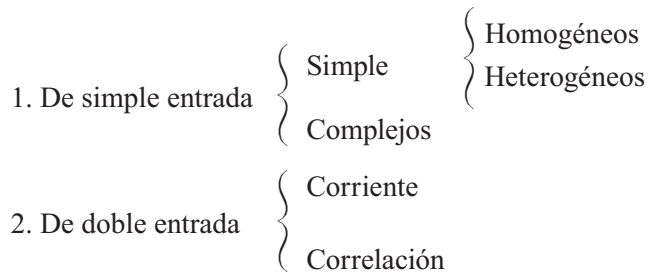 1. De simple entrada
Simple
Homogéneos
Heterogéneos
Complejos
2. De doble entrada
Corriente
Correlación